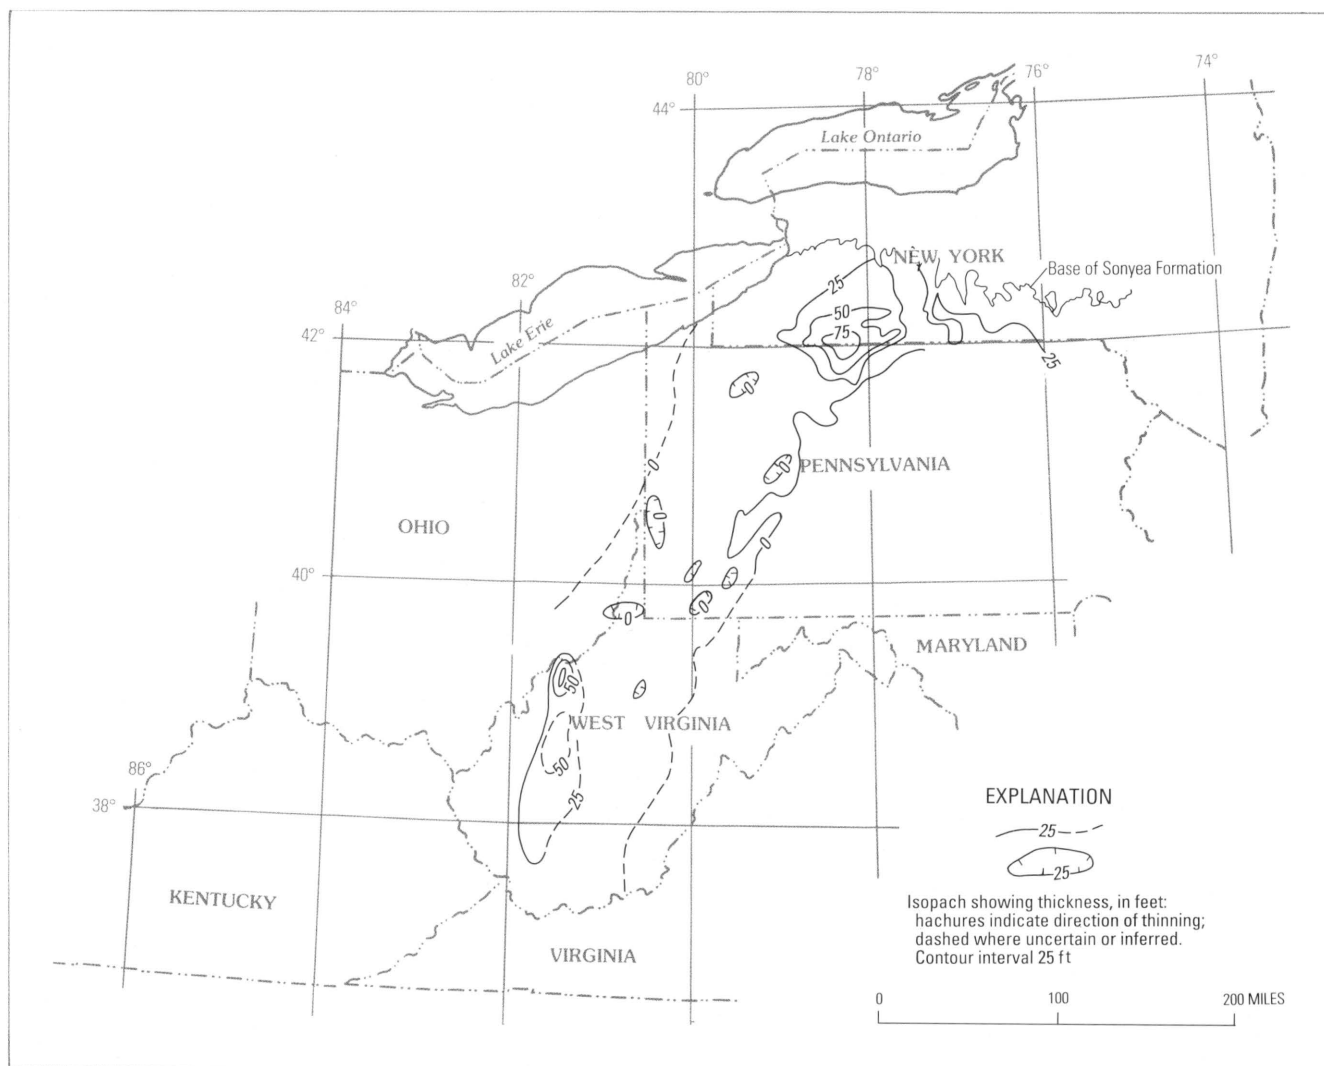 74°
76°
78°
80°
44°
Lake Ontario
NEW YORK
Base of Sonyea Formation
82°
25
84°
50
42°
75
Lake Erie
25
0
0
0
PENNSYLVANIA
0
OHIO
0
40°
0
0
MARYLAND
50
WEST VIRGINIA
50
86°
25
38°
EXPLANATION
25
25
KENTUCKY
Isopach showing thickness, in feet:
hachures indicate direction of thinning;
dashed where uncertain or inferred.
Contour interval 25 ft
VIRGINIA
0 100 200 MILES